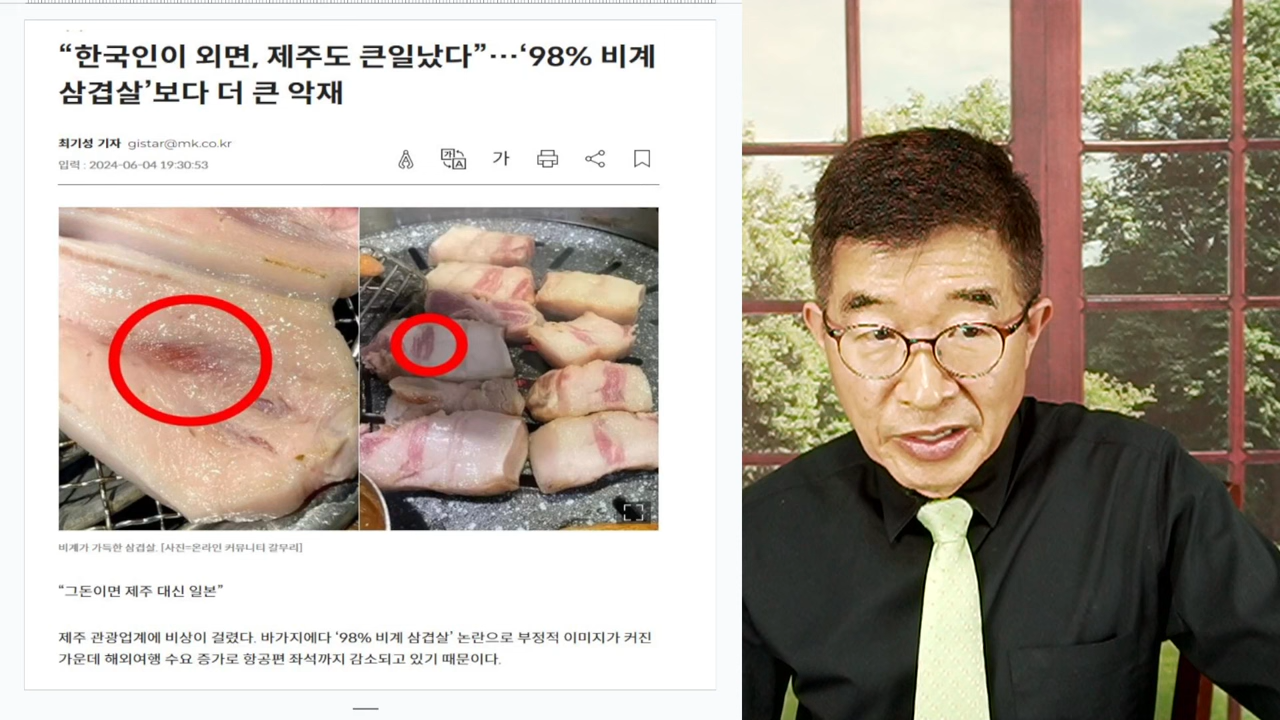 “한국인이 외면, 제주도 큰일났다”…‘98% 비계
삼겹살’보다 더 큰 악재
최기성 기자 gistar@mk.co.kr
입력 : 2024-06-04 19:30:53
가 A
가
비계가 가득한 삼겹살. [사진=온라인 커뮤니티 갈무리]
“그돈이면 제주 대신 일본”
제주 관광업계에 비상이 걸렸다. 바가지에다 ‘98% 비계 삼겹살’ 논란으로 부정적 이미지가 커진
가운데 해외여행 수요 증가로 항공편 좌석까지 감소되고 있기 때문이다.